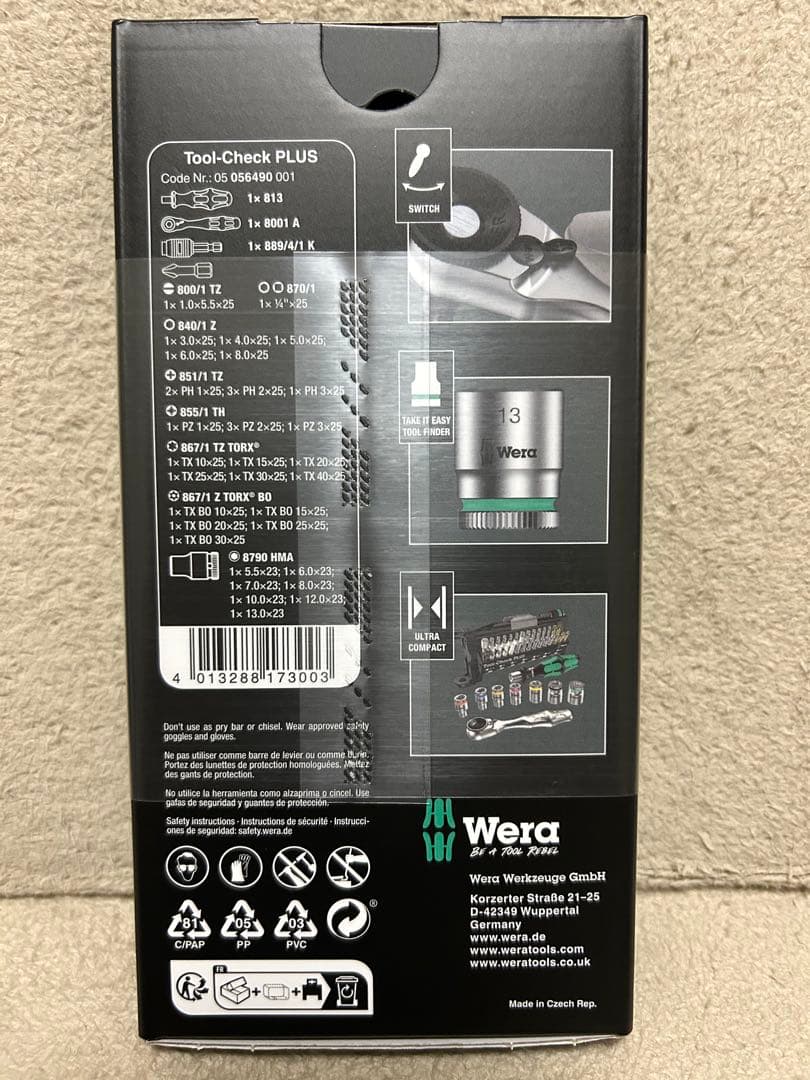 Tool-Check PLUS
Code Nr.: 05 056490 001
1× 813
1× 8001 A
1× 889/4/1 K
800/1 TZ
1× 1.0×5.5×25
870/1
1× ¼"×25
840/1 Z
1× 3.0×25; 1× 4.0×25; 1× 5.0×25;
1× 6.0×25; 1× 8.0×25
851/1 TZ
2× PH 1×25; 3× PH 2×25; 1× PH 3×25
855/1 TH
1× PZ 1×25; 3× PZ 2×25; 1× PZ 3×25
867/1 TZ TORX®
1× TX 10×25; 1× TX 15×25; 1× TX 20×25;
1× TX 25×25; 1× TX 30×25; 1× TX 40×25
867/1 Z TORX® BO
1× TX BO 10×25; 1× TX BO 15×25;
1× TX BO 20×25; 1× TX BO 25×25;
1× TX BO 30×25
8790 HMA
1× 5.5×23; 1× 6.0×23;
1× 7.0×23; 1× 8.0×23;
1× 10.0×23; 1× 12.0×23;
1× 13.0×23
4 013288 173003
SWITCH
TAKE IT EASY
TOOL FINDER
13
Wera
ULTRA
COMPACT
Don't use as pry bar or chisel. Wear approved safety
goggles and gloves.
Ne pas utiliser comme barre de levier ou comme burin.
Portez des lunettes de protection homologuées. Mettez
des gants de protection.
No utilice la herramienta como alzaprima o cincel. Use
gafas de seguridad y guantes de protección.
Safety instructions · Instructions de sécurité · Instrucci-
ones de seguridad: safety.wera.de
81
C/PAP
05
PP
03
PVC
®
FR
Wera
BE A TOOL REBEL
Wera Werkzeuge GmbH
Korzerter Straße 21–25
D-42349 Wuppertal
Germany
www.wera.de
www.weratools.com
www.weratools.co.uk
Made in Czech Rep.